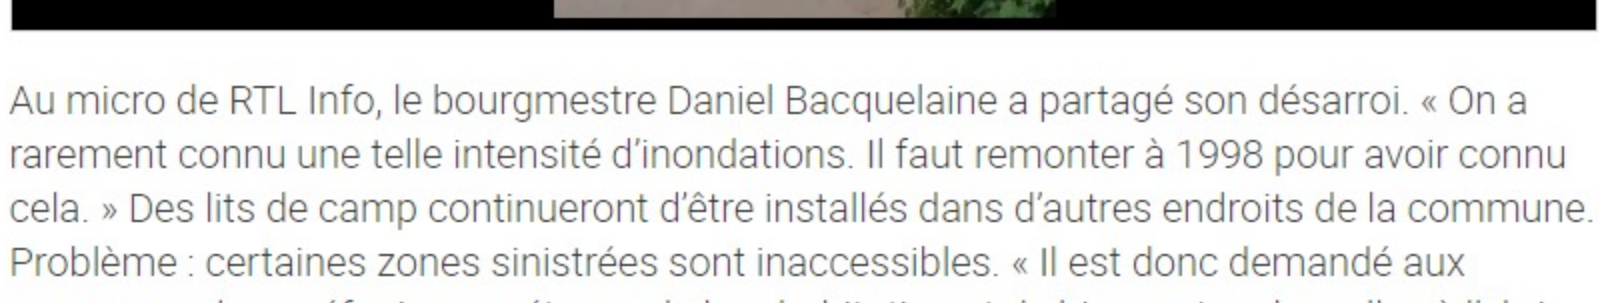 Au micro de RTL Info, le bourgmestre Daniel Bacquelaine a partagé son désarroi. « On a
rarement connu une telle intensité d’inondations. Il faut remonter à 1998 pour avoir connu
cela. » Des lits de camp continueront d’être installés dans d’autres endroits de la commune.
Problème : certaines zones sinistrées sont inaccessibles. « Il est donc demandé aux